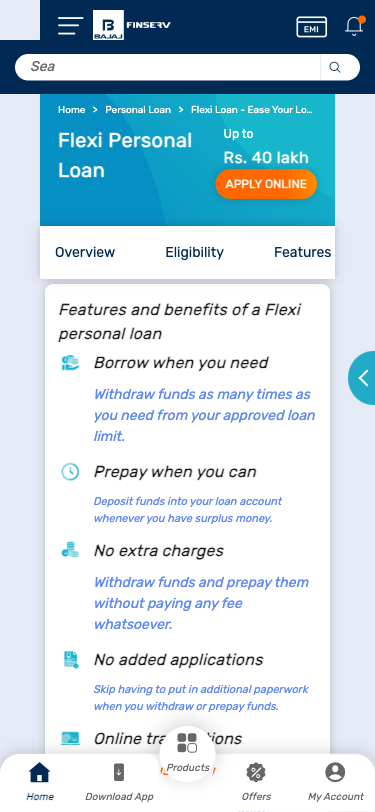 BAJAJ
FINSERV
EMI
Sea
Home > Personal Loan > Flexi Loan - Ease Your Lo...
Flexi Personal
Loan
Up to
Rs. 40 lakh
APPLY ONLINE
Overview
Eligibility
Features
Features and benefits of a Flexi
personal loan
Borrow when you need
Withdraw funds as many times as
you need from your approved loan
limit.
Prepay when you can
Deposit funds into your loan account
whenever you have surplus money.
No extra charges
Withdraw funds and prepay them
without paying any fee
whatsoever.
No added applications
Skip having to put in additional paperwork
when you withdraw or prepay funds.
Online
Home
Download App
Products
Offers
My Account